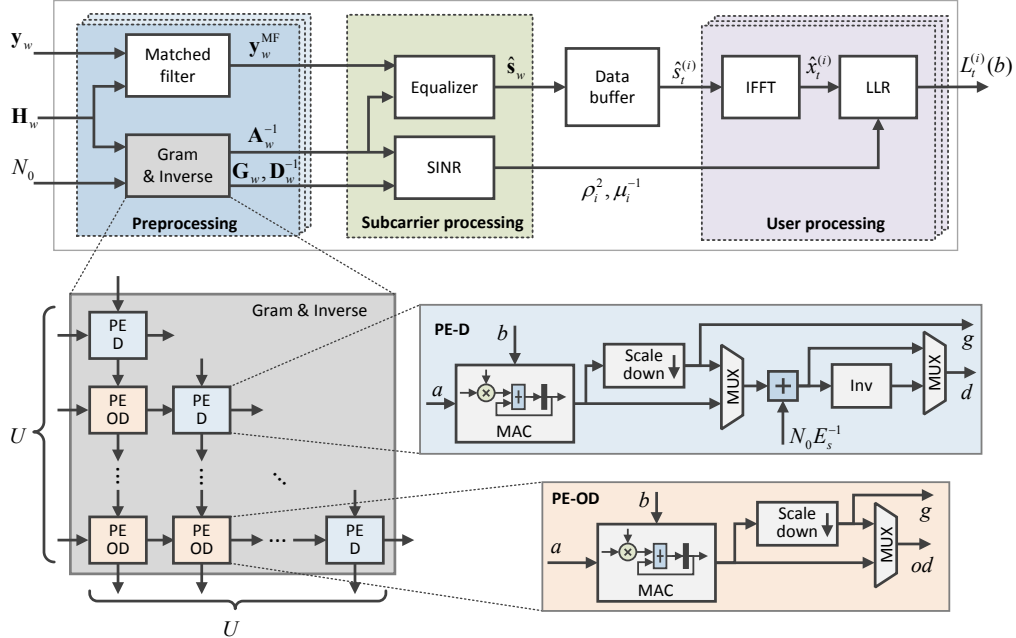 y_w
H_w
N_0
Matched filter
Gram & Inverse
Preprocessing
y_w^MF
A_w^-1
G_w, D_w^-1
Equalizer
SINR
Subcarrier processing
ŝ_w
Data buffer
ŝ_t^(i)
ρ_i^2, μ_i^-1
IFFT
x̂_t^(i)
LLR
User processing
L_t^(i)(b)
Gram & Inverse
PE D
PE OD
PE D
⋮
⋮
⋱
PE OD
PE OD
⋯
PE D
U
U
PE-D
a
b
MAC
Scale down ↓
MUX
+
N_0 E_s^-1
Inv
MUX
g
d
PE-OD
a
b
MAC
Scale down ↓
MUX
g
od